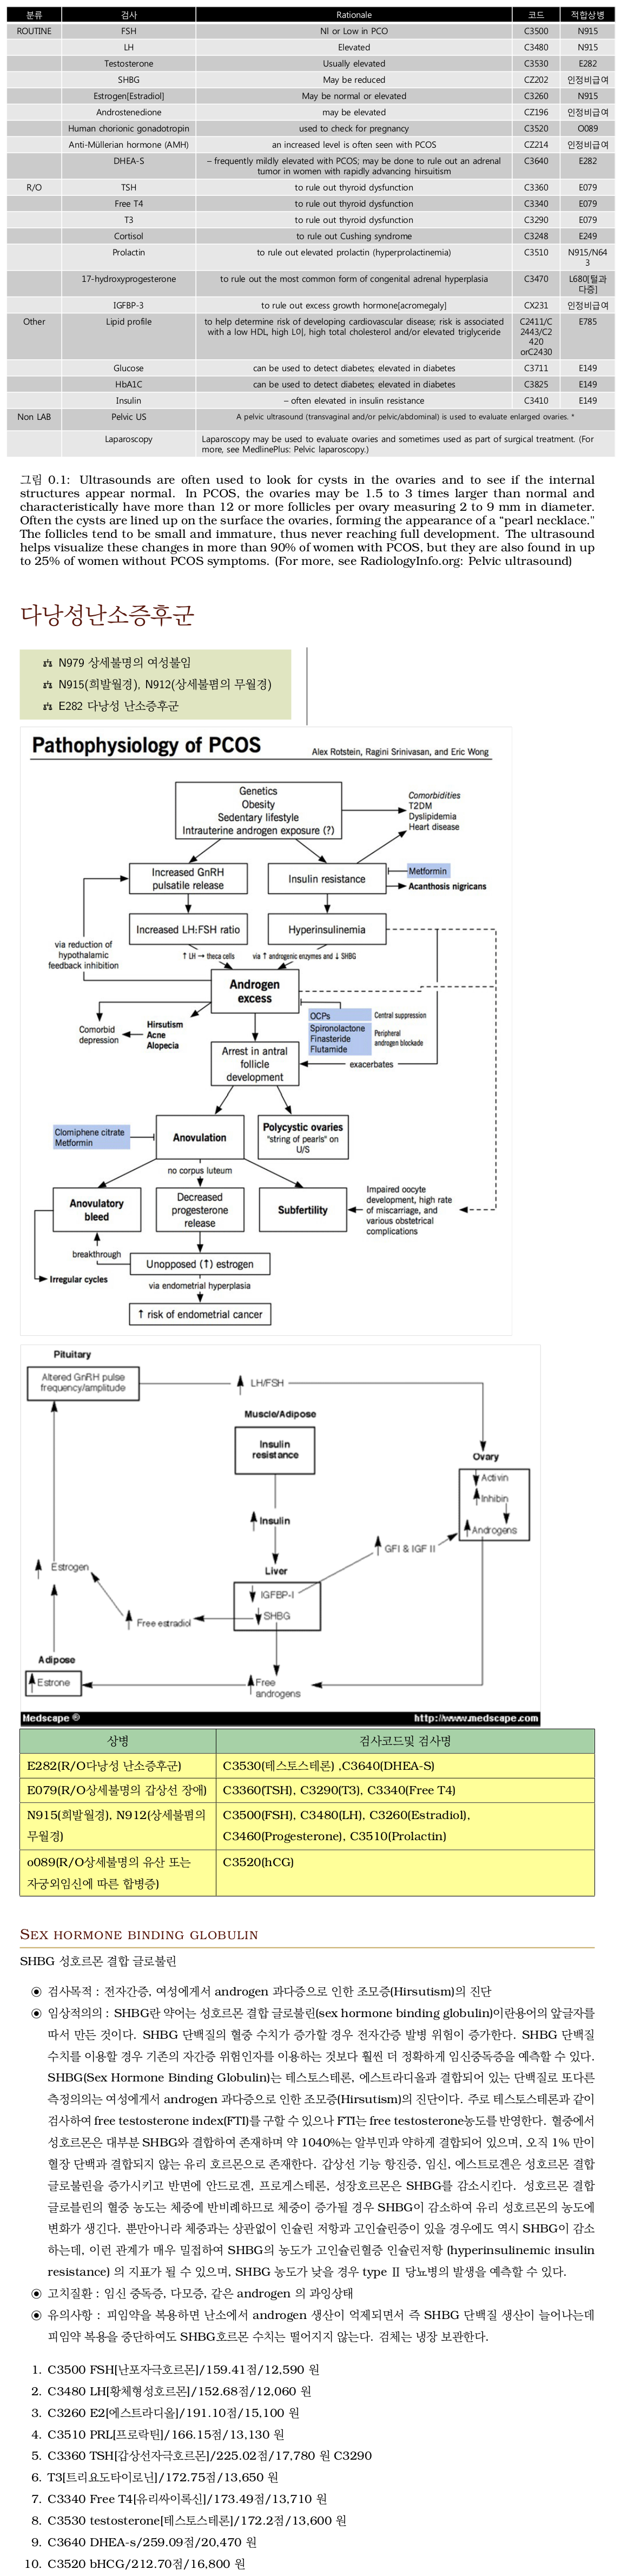 분류 검사 Rationale 코드 적합상병
ROUTINE FSH Nl or Low in PCO C3500 N915
LH Elevated C3480 N915
Testosterone Usually elevated C3530 E282
SHBG May be reduced CZ202 인정비급여
Estrogen[Estradiol] May be normal or elevated C3260 N915
Androstenedione may be elevated CZ196 인정비급여
Human chorionic gonadotropin used to check for pregnancy C3520 O089
Anti-Müllerian hormone (AMH) an increased level is often seen with PCOS CZ214 인정비급여
DHEA-S – frequently mildly elevated with PCOS; may be done to rule out an adrenal C3640 E282
tumor in women with rapidly advancing hirsuitism
R/O TSH to rule out thyroid dysfunction C3360 E079
Free T4 to rule out thyroid dysfunction C3340 E079
T3 to rule out thyroid dysfunction C3290 E079
Cortisol to rule out Cushing syndrome C3248 E249
Prolactin to rule out elevated prolactin (hyperprolactinemia) C3510 N915/N64
3
17-hydroxyprogesterone to rule out the most common form of congenital adrenal hyperplasia C3470 L680[털과
다증]
IGFBP-3 to rule out excess growth hormone[acromegaly] CX231 인정비급여
Other Lipid profile to help determine risk of developing cardiovascular disease; risk is associated C2411/C E785
with a low HDL, high L이, high total cholesterol and/or elevated triglyceride 2443/C2
420
orC2430
Glucose can be used to detect diabetes; elevated in diabetes C3711 E149
HbA1C can be used to detect diabetes; elevated in diabetes C3825 E149
Insulin – often elevated in insulin resistance C3410 E149
Non LAB Pelvic US A pelvic ultrasound (transvaginal and/or pelvic/abdominal) is used to evaluate enlarged ovaries. *
Laparoscopy Laparoscopy may be used to evaluate ovaries and sometimes used as part of surgical treatment. (For
more, see MedlinePlus: Pelvic laparoscopy.)
그림 0.1: Ultrasounds are often used to look for cysts in the ovaries and to see if the internal
structures appear normal. In PCOS, the ovaries may be 1.5 to 3 times larger than normal and
characteristically have more than 12 or more follicles per ovary measuring 2 to 9 mm in diameter.
Often the cysts are lined up on the surface the ovaries, forming the appearance of a "pearl necklace."
The follicles tend to be small and immature, thus never reaching full development. The ultrasound
helps visualize these changes in more than 90% of women with PCOS, but they are also found in up
to 25% of women without PCOS symptoms. (For more, see RadiologyInfo.org: Pelvic ultrasound)
다낭성난소증후군
N979 상세불명의 여성불임
N915(희발월경), N912(상세불폄의 무월경)
E282 다낭성 난소증후군
Pathophysiology of PCOS
Alex Rotstein, Ragini Srinivasan, and Eric Wong
Genetics
Obesity
Sedentary lifestyle
Intrauterine androgen exposure (?)
Comorbidities
T2DM
Dyslipidemia
Heart disease
Increased GnRH
pulsatile release
Insulin resistance
Metformin
Acanthosis nigricans
Increased LH:FSH ratio
Hyperinsulinemia
via reduction of
hypothalamic
feedback inhibition
↑ LH → theca cells
via ↑ androgenic enzymes and ↓ SHBG
Androgen
excess
Comorbid
depression
Hirsutism
Acne
Alopecia
OCPs
Central suppression
Spironolactone
Finasteride
Flutamide
Peripheral
androgen blockade
Arrest in antral
follicle
development
exacerbates
Clomiphene citrate
Metformin
Anovulation
Polycystic ovaries
"string of pearls" on
U/S
no corpus luteum
Anovulatory
bleed
Decreased
progesterone
release
Subfertility
Impaired oocyte
development, high rate
of miscarriage, and
various obstetrical
complications
breakthrough
Unopposed (↑) estrogen
Irregular cycles
via endometrial hyperplasia
↑ risk of endometrial cancer
Pituitary
Altered GnRH pulse
frequency/amplitude
LH/FSH
Muscle/Adipose
Insulin
resistance
Ovary
Activin
Inhibin
Androgens
Insulin
GFI & IGF II
Estrogen
Liver
IGFBP-I
SHBG
Free estradiol
Adipose
Estrone
Free
androgens
Medscape ® http://www.medscape.com
상병 검사코드및 검사명
E282(R/O다낭성 난소증후군) C3530(테스토스테론) ,C3640(DHEA-S)
E079(R/O상세불명의 갑상선 장애) C3360(TSH), C3290(T3), C3340(Free T4)
N915(희발월경), N912(상세불폄의 C3500(FSH), C3480(LH), C3260(Estradiol),
무월경) C3460(Progesterone), C3510(Prolactin)
o089(R/O상세불명의 유산 또는 C3520(hCG)
자궁외임신에 따른 합병증)
SEX HORMONE BINDING GLOBULIN
SHBG 성호르몬 결합 글로불린
검사목적 : 전자간증, 여성에게서 androgen 과다증으로 인한 조모증(Hirsutism)의 진단
임상적의의 : SHBG란 약어는 성호르몬 결합 글로불린(sex hormone binding globulin)이란용어의 앞글자를
따서 만든 것이다. SHBG 단백질의 혈중 수치가 증가할 경우 전자간증 발병 위험이 증가한다. SHBG 단백질
수치를 이용할 경우 기존의 자간증 위험인자를 이용하는 것보다 훨씬 더 정확하게 임신중독증을 예측할 수 있다.
SHBG(Sex Hormone Binding Globulin)는 테스토스테론, 에스트라디올과 결합되어 있는 단백질로 또다른
측정의의는 여성에게서 androgen 과다증으로 인한 조모증(Hirsutism)의 진단이다. 주로 테스토스테론과 같이
검사하여 free testosterone index(FTI)를 구할 수 있으나 FTI는 free testosterone농도를 반영한다. 혈중에서
성호르몬은 대부분 SHBG와 결합하여 존재하며 약 1040%는 알부민과 약하게 결합되어 있으며, 오직 1% 만이
혈장 단백과 결합되지 않는 유리 호르몬으로 존재한다. 갑상선 기능 항진증, 임신, 에스트로겐은 성호르몬 결합
글로불린을 증가시키고 반면에 안드로겐, 프로게스테론, 성장호르몬은 SHBG를 감소시킨다. 성호르몬 결합
글로블린의 혈중 농도는 체중에 반비례하므로 체중이 증가될 경우 SHBG이 감소하여 유리 성호르몬의 농도에
변화가 생긴다. 뿐만아니라 체중과는 상관없이 인슐린 저항과 고인슐린증이 있을 경우에도 역시 SHBG이 감소
하는데, 이런 관계가 매우 밀접하여 SHBG의 농도가 고인슐린혈증 인슐린저항 (hyperinsulinemic insulin
resistance) 의 지표가 될 수 있으며, SHBG 농도가 낮을 경우 type Ⅱ 당뇨병의 발생을 예측할 수 있다.
고치질환 : 임신 중독증, 다모증, 같은 androgen 의 과잉상태
유의사항 : 피임약을 복용하면 난소에서 androgen 생산이 억제되면서 즉 SHBG 단백질 생산이 늘어나는데
피임약 복용을 중단하여도 SHBG호르몬 수치는 떨어지지 않는다. 검체는 냉장 보관한다.
1. C3500 FSH[난포자극호르몬]/159.41점/12,590 원
2. C3480 LH[황체형성호르몬]/152.68점/12,060 원
3. C3260 E2[에스트라디올]/191.10점/15,100 원
4. C3510 PRL[프로락틴]/166.15점/13,130 원
5. C3360 TSH[갑상선자극호르몬]/225.02점/17,780 원 C3290
6. T3[트리요도타이로닌]/172.75점/13,650 원
7. C3340 Free T4[유리싸이록신]/173.49점/13,710 원
8. C3530 testosterone[테스토스테론]/172.2점/13,600 원
9. C3640 DHEA-s/259.09점/20,470 원
10. C3520 bHCG/212.70점/16,800 원